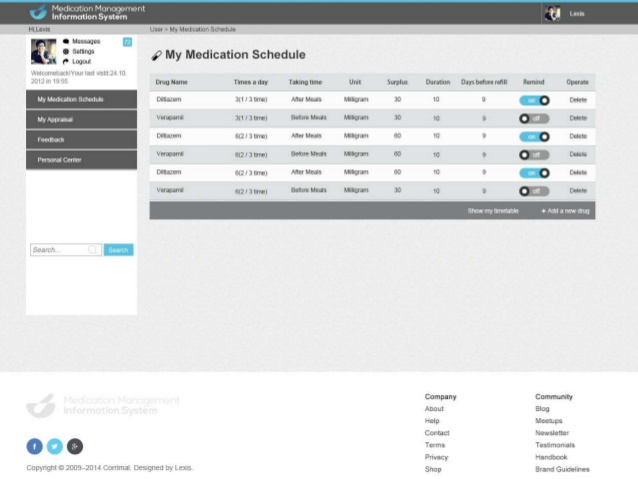 Medication Management
Information System
Lexis
Hi,Lexis
User > My Medication Schedule
Messages
Settings
Logout
Welcomeback!Your last visit:24.10.
2012 in 19:55
My Medication Schedule
My Appraisal
Feedback
Personal Center
Search...
Search
My Medication Schedule
Drug Name Times a day Taking time Unit Surplus Duration Days before refill Remind Operate
Diltiazem 3(1 / 3 time) After Meals Milligram 30 10 9 on Delete
Verapamil 3(1 / 3 time) Before Meals Milligram 30 10 9 off Delete
Diltiazem 6(2 / 3 time) After Meals Milligram 60 10 9 on Delete
Verapamil 6(2 / 3 time) Before Meals Milligram 60 10 9 off Delete
Diltiazem 6(2 / 3 time) After Meals Milligram 60 10 9 on Delete
Verapamil 6(2 / 3 time) Before Meals Milligram 30 10 9 off Delete
Show my timetable + Add a new drug
Medication Management
Information System
Copyright © 2009–2014 Corrimal. Designed by Lexis.
Company
About
Help
Contact
Terms
Privacy
Shop
Community
Blog
Meetups
Newsletter
Testimonials
Handbook
Brand Guidelines